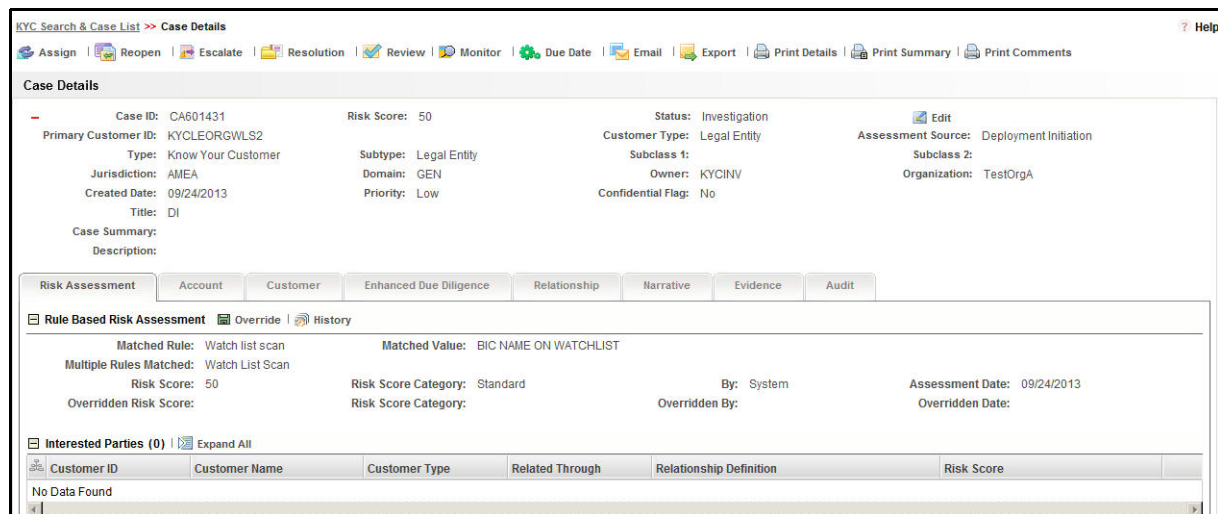 KYC Search & Case List >> Case Details ? Help
Assign | Reopen | Escalate | Resolution | Review | Monitor | Due Date | Email | Export | Print Details | Print Summary | Print Comments
Case Details
Case ID: CA601431 Risk Score: 50 Status: Investigation Edit
Primary Customer ID: KYCLEORGWLS2 Customer Type: Legal Entity Assessment Source: Deployment Initiation
Type: Know Your Customer Subtype: Legal Entity Subclass 1: Subclass 2:
Jurisdiction: AMEA Domain: GEN Owner: KYCINV Organization: TestOrgA
Created Date: 09/24/2013 Priority: Low Confidential Flag: No
Title: DI
Case Summary:
Description:
Risk Assessment Account Customer Enhanced Due Diligence Relationship Narrative Evidence Audit
Rule Based Risk Assessment Override | History
Matched Rule: Watch list scan Matched Value: BIC NAME ON WATCHLIST
Multiple Rules Matched: Watch List Scan
Risk Score: 50 Risk Score Category: Standard By: System Assessment Date: 09/24/2013
Overridden Risk Score: Risk Score Category: Overridden By: Overridden Date:
Interested Parties (0) | Expand All
Customer ID Customer Name Customer Type Related Through Relationship Definition Risk Score
No Data Found